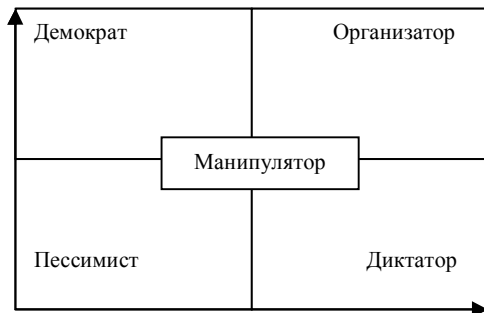 Демократ
Организатор
Манипулятор
Пессимист
Диктатор